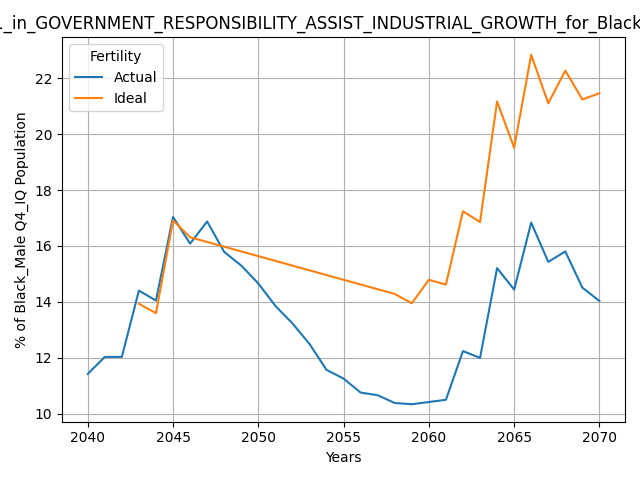 _in_GOVERNMENT_RESPONSIBILITY_ASSIST_INDUSTRIAL_GROWTH_for_Black
Fertility
Actual
Ideal
% of Black_Male Q4_IQ Population
22
20
18
16
14
12
10
2040 2045 2050 2055 2060 2065 2070
Years